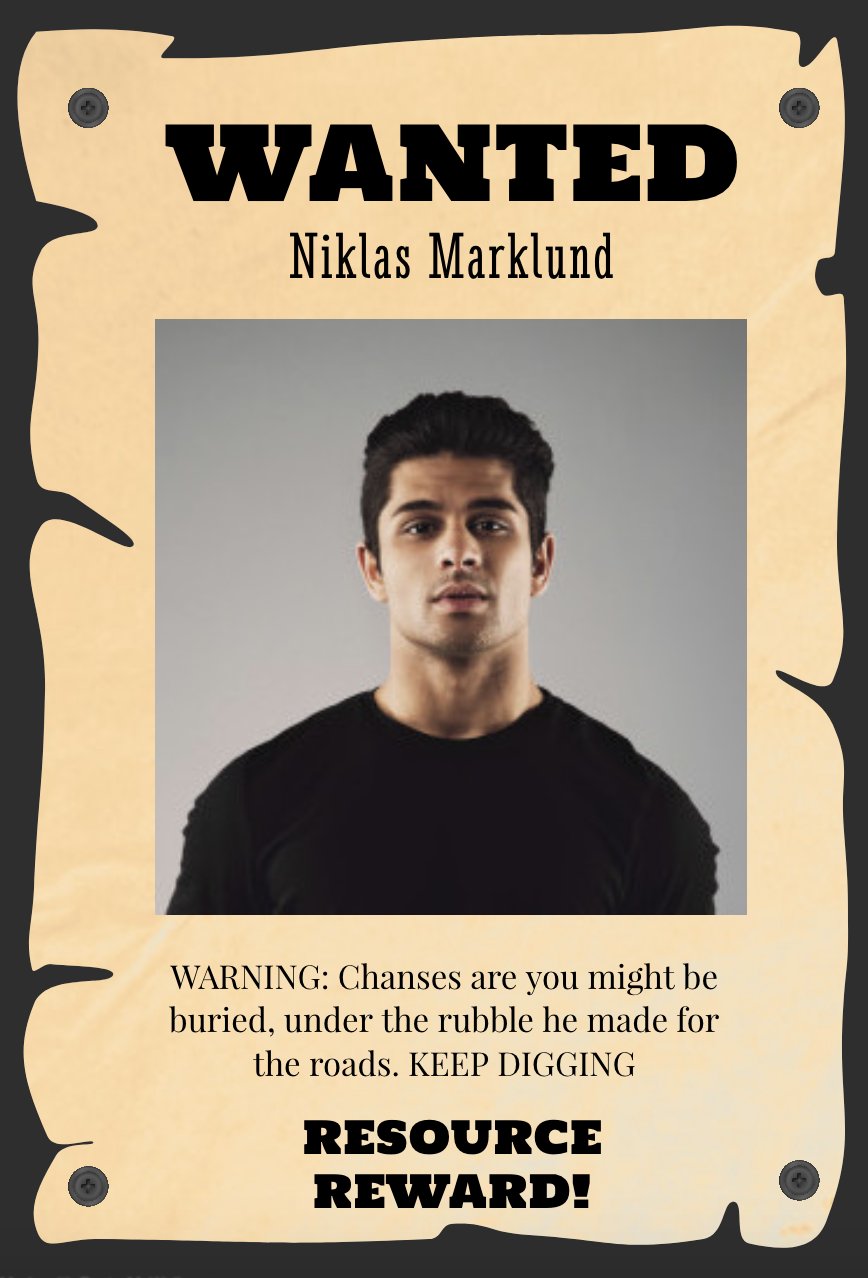 WANTED
Niklas Marklund
WARNING: Chanses are you might be
buried, under the rubble he made for
the roads. KEEP DIGGING
RESOURCE
REWARD!